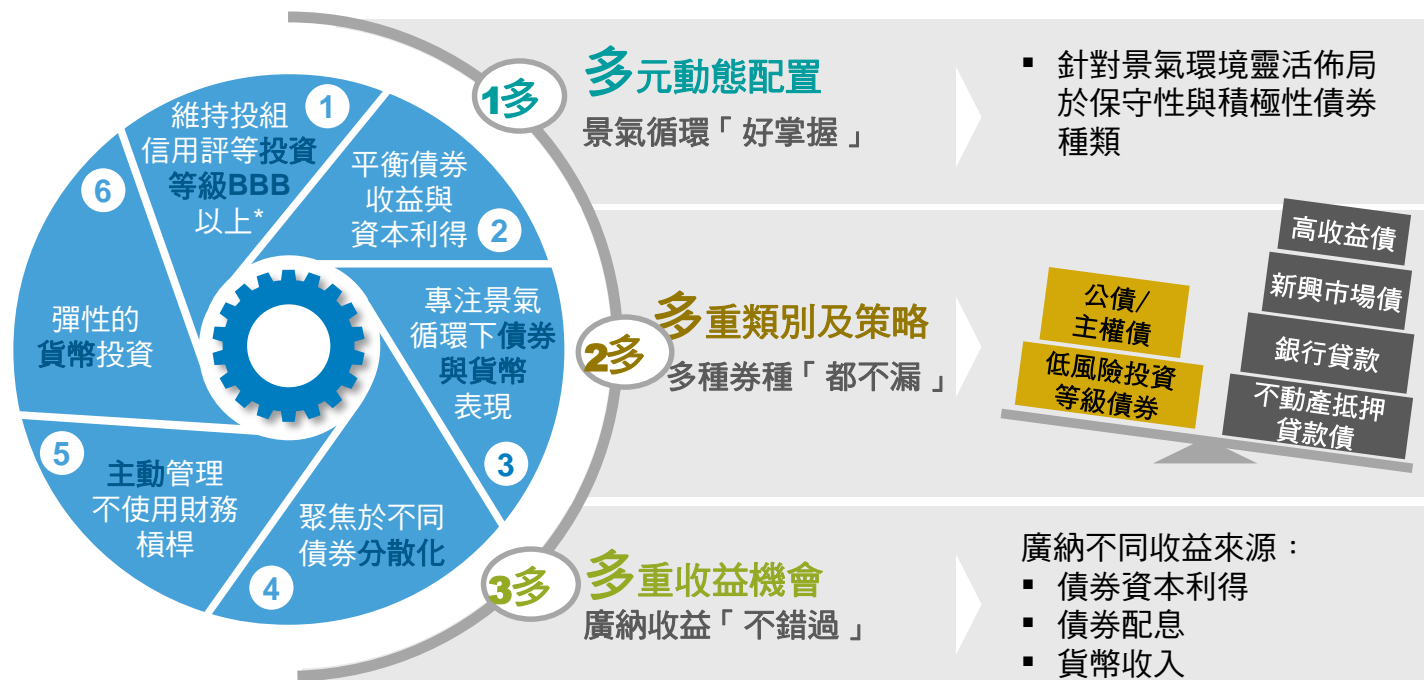 1
維持投組
信用評等投資
等級BBB
以上*
2
平衡債券
收益與
資本利得
3
專注景氣
循環下債券
與貨幣
表現
4
聚焦於不同
債券分散化
5
主動管理
不使用財務
槓桿
6
彈性的
貨幣投資
1多
多元動態配置
景氣循環「好掌握」
▪ 針對景氣環境靈活佈局
於保守性與積極性債券
種類
2多
多重類別及策略
多種券種「都不漏」
公債/
主權債
低風險投資
等級債券
高收益債
新興市場債
銀行貸款
不動產抵押
貸款債
3多
多重收益機會
廣納收益「不錯過」
廣納不同收益來源：
▪ 債券資本利得
▪ 債券配息
▪ 貨幣收入